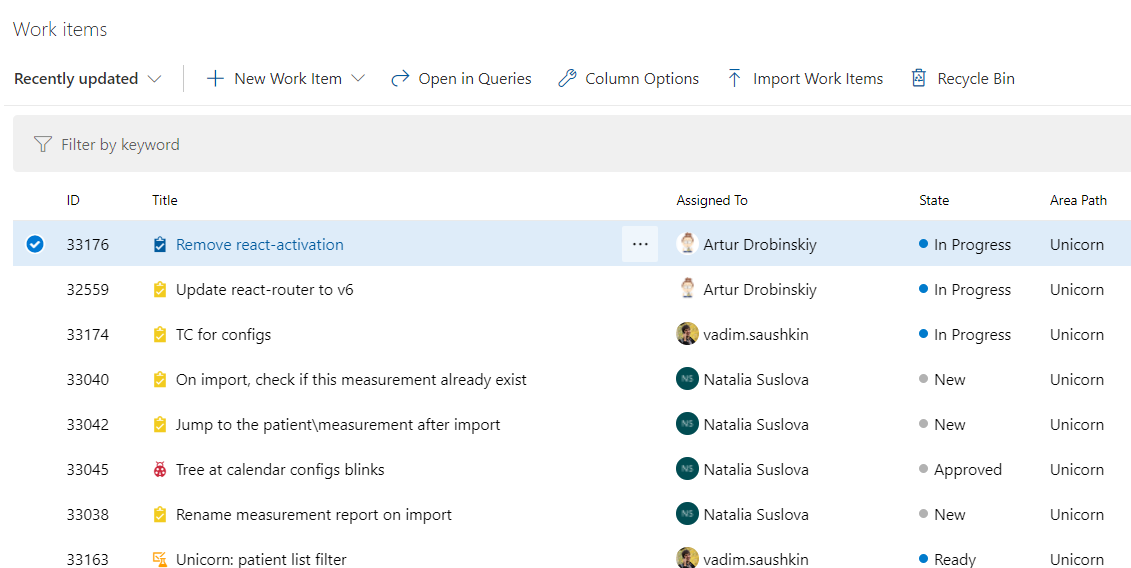 Work items
Recently updated New Work Item Open in Queries Column Options Import Work Items Recycle Bin
Filter by keyword
ID Title Assigned To State Area Path
33176 Remove react-activation ... Artur Drobinskiy In Progress Unicorn
32559 Update react-router to v6 Artur Drobinskiy In Progress Unicorn
33174 TC for configs vadim.saushkin In Progress Unicorn
33040 On import, check if this measurement already exist NS Natalia Suslova New Unicorn
33042 Jump to the patient\measurement after import NS Natalia Suslova New Unicorn
33045 Tree at calendar configs blinks NS Natalia Suslova Approved Unicorn
33038 Rename measurement report on import NS Natalia Suslova New Unicorn
33163 Unicorn: patient list filter vadim.saushkin Ready Unicorn